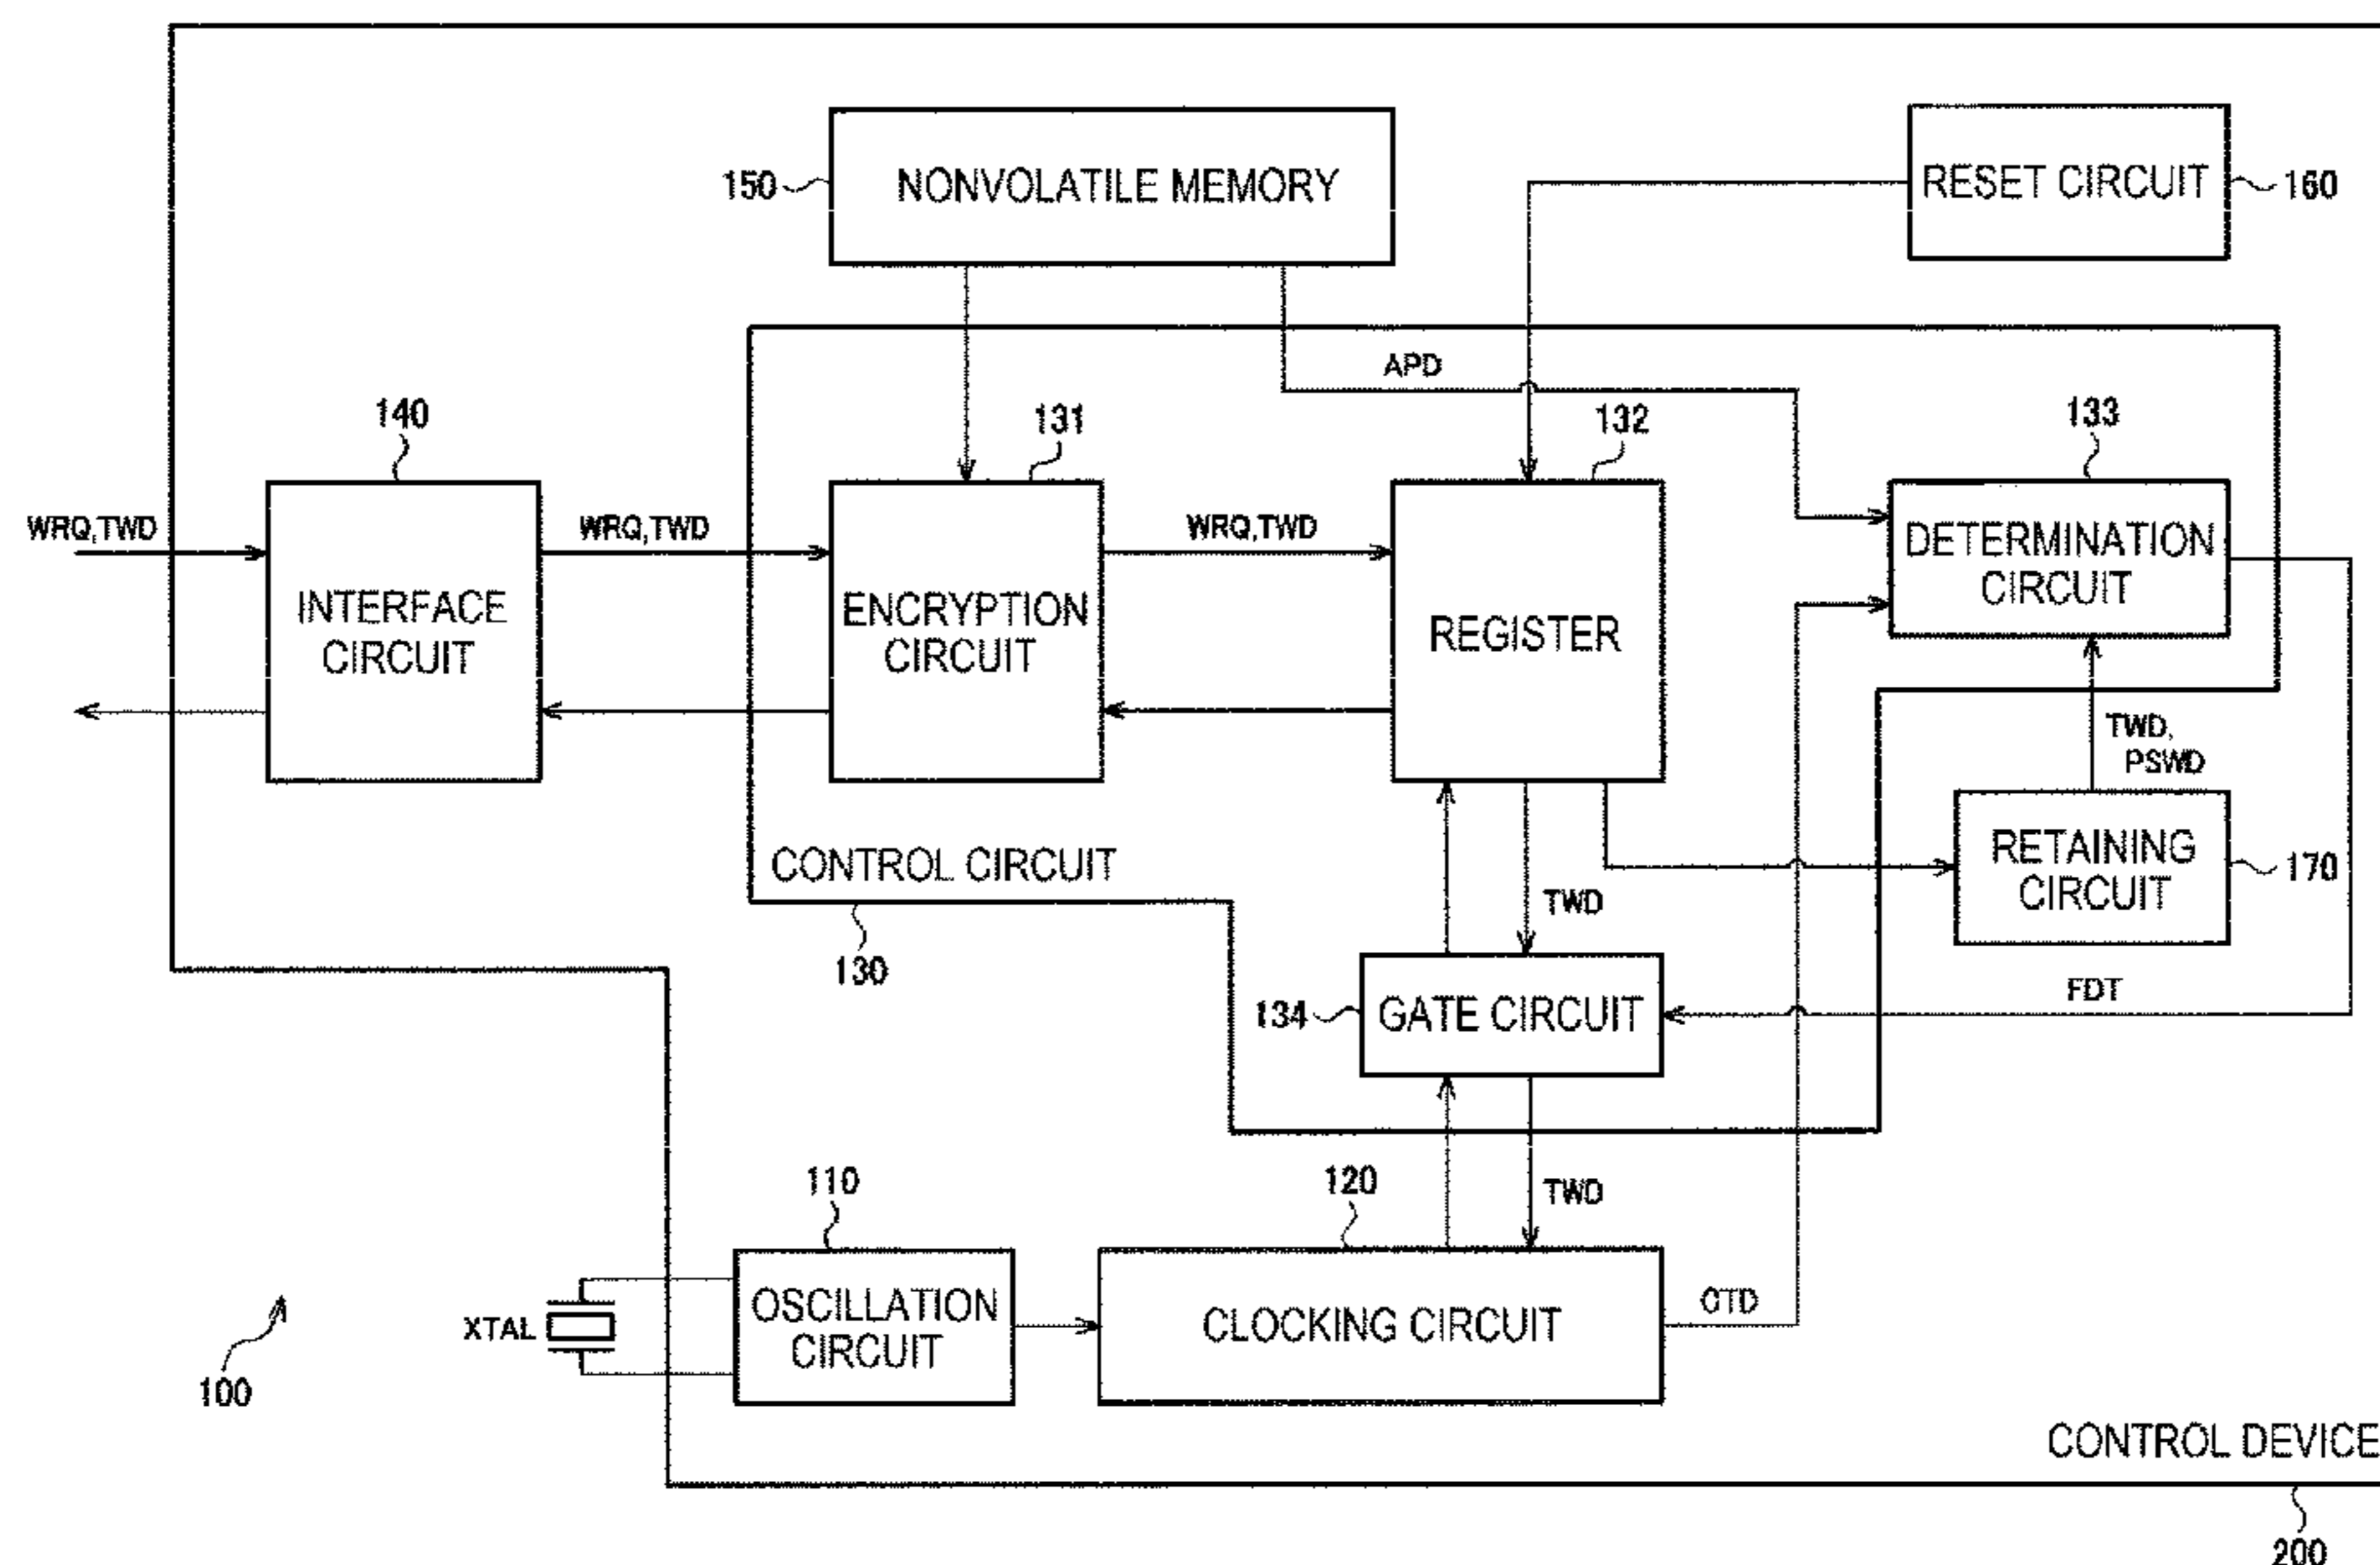 150
NONVOLATILE MEMORY
RESET CIRCUIT
160
APD
140
131
132
133
WRQ,TWD
WRQ,TWD
WRQ,TWD
INTERFACE
CIRCUIT
ENCRYPTION
CIRCUIT
REGISTER
DETERMINATION
CIRCUIT
TWD,
PSWD
CONTROL CIRCUIT
130
TWD
RETAINING
CIRCUIT
170
134
GATE CIRCUIT
FDT
110
120
TWD
XTAL
OSCILLATION
CIRCUIT
CLOCKING CIRCUIT
CTD
100
CONTROL DEVICE
200